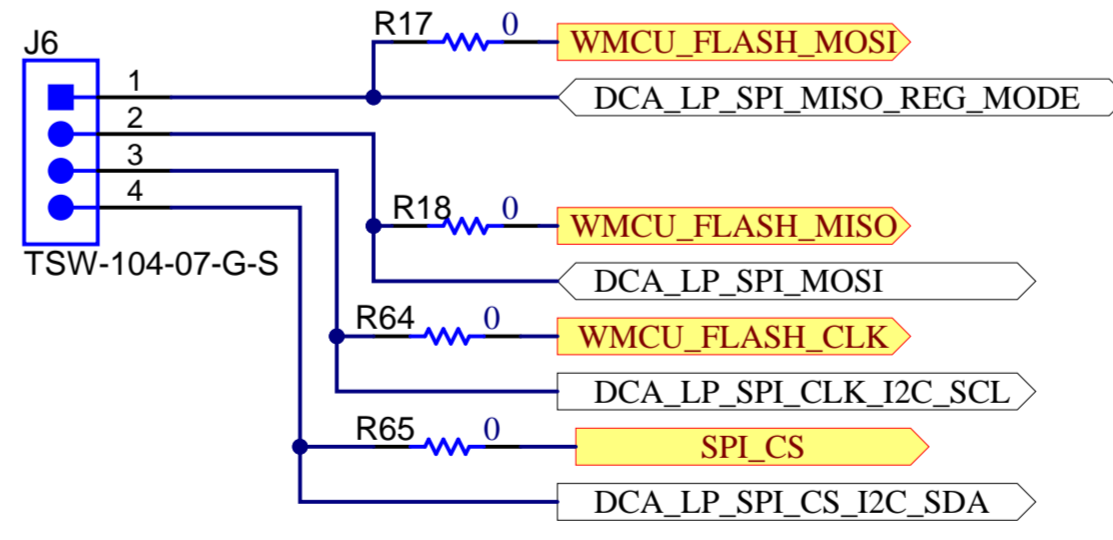 R17 0 WMCU_FLASH_MOSI
J6
1 DCA_LP_SPI_MISO_REG_MODE
2
3
4
R18 0 WMCU_FLASH_MISO
TSW-104-07-G-S
DCA_LP_SPI_MOSI
R64 0 WMCU_FLASH_CLK
DCA_LP_SPI_CLK_I2C_SCL
R65 0 SPI_CS
DCA_LP_SPI_CS_I2C_SDA